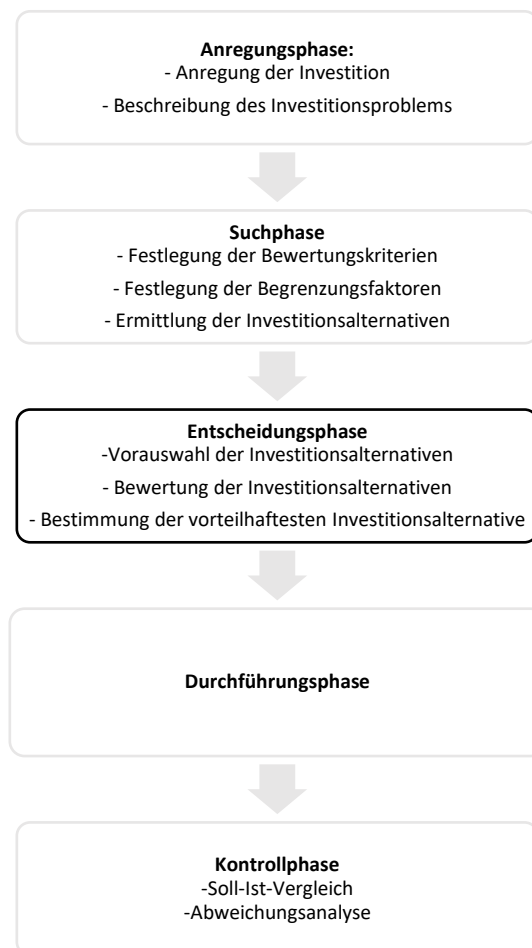 Anregungsphase:
- Anregung der Investition
- Beschreibung des Investitionsproblems
Suchphase
- Festlegung der Bewertungskriterien
- Festlegung der Begrenzungsfaktoren
- Ermittlung der Investitionsalternativen
Entscheidungsphase
-Vorauswahl der Investitionsalternativen
- Bewertung der Investitionsalternativen
- Bestimmung der vorteilhaftesten Investitionsalternative
Durchführungsphase
Kontrollphase
-Soll-Ist-Vergleich
-Abweichungsanalyse